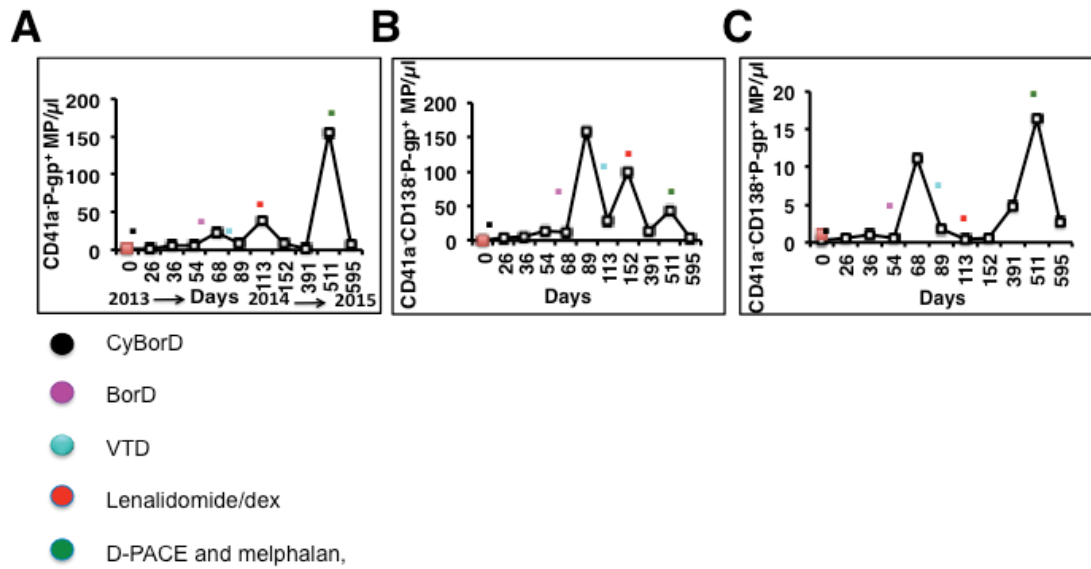 A
B
C
CD41a⁻P-gp⁺ MP/µl
200
150
100
50
0
0 26 36 54 68 89 113 152 391 511 595
2013 → Days 2014 → 2015
CD41a⁻CD138⁻P-gp⁺ MP/µl
200
150
100
50
0
0 26 36 54 68 89 113 152 391 511 595
Days
CD41a⁻CD138⁺P-gp⁺ MP/µl
20
15
10
5
0
0 26 36 54 68 89 113 152 391 511 595
Days
CyBorD
BorD
VTD
Lenalidomide/dex
D-PACE and melphalan,